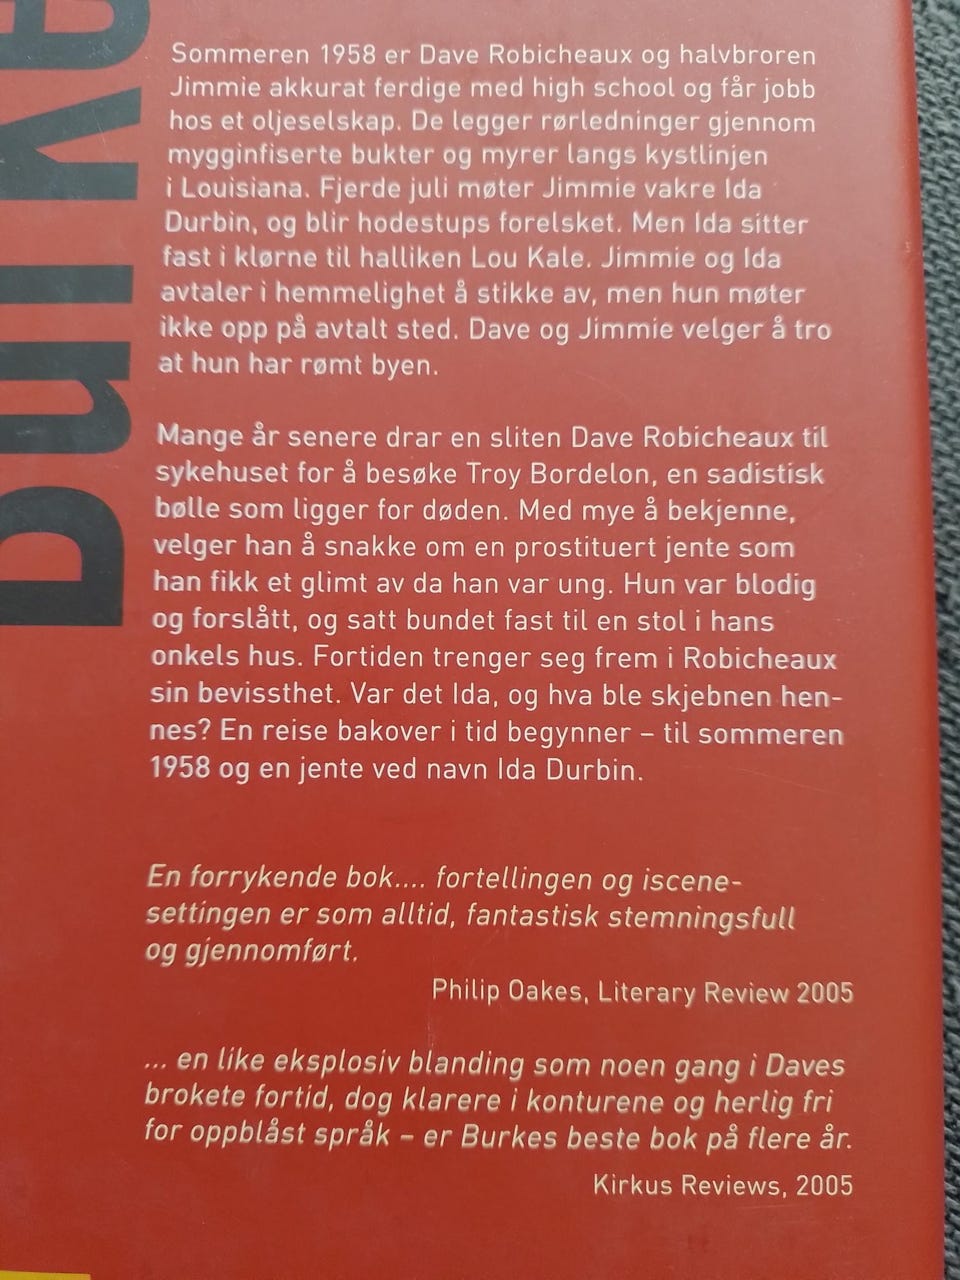 Burke
Sommeren 1958 er Dave Robicheaux og halvbroren
Jimmie akkurat ferdige med high school og får jobb
hos et oljeselskap. De legger rørledninger gjennom
mygginfiserte bukter og myrer langs kystlinjen
i Louisiana. Fjerde juli møter Jimmie vakre Ida
Durbin, og blir hodestups forelsket. Men Ida sitter
fast i klørne til halliken Lou Kale. Jimmie og Ida
avtaler i hemmelighet å stikke av, men hun møter
ikke opp på avtalt sted. Dave og Jimmie velger å tro
at hun har rømt byen.
Mange år senere drar en sliten Dave Robicheaux til
sykehuset for å besøke Troy Bordelon, en sadistisk
bølle som ligger for døden. Med mye å bekjenne,
velger han å snakke om en prostituert jente som
han fikk et glimt av da han var ung. Hun var blodig
og forslått, og satt bundet fast til en stol i hans
onkels hus. Fortiden trenger seg frem i Robicheaux
sin bevissthet. Var det Ida, og hva ble skjebnen hen-
nes? En reise bakover i tid begynner – til sommeren
1958 og en jente ved navn Ida Durbin.
En forrykende bok.... fortellingen og iscene-
settingen er som alltid, fantastisk stemningsfull
og gjennomført.
Philip Oakes, Literary Review 2005
... en like eksplosiv blanding som noen gang i Daves
brokete fortid, dog klarere i konturene og herlig fri
for oppblåst språk – er Burkes beste bok på flere år.
Kirkus Reviews, 2005